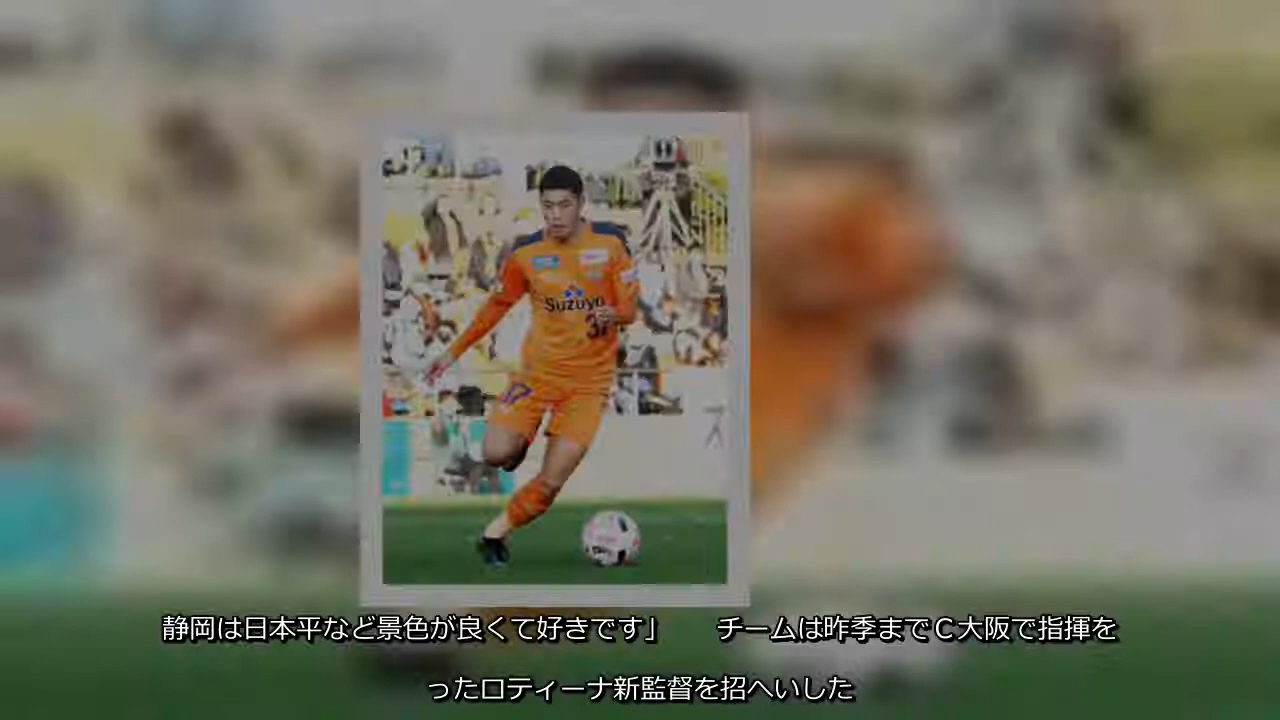 Suzuyo
37
静岡は日本平など景色が良くて好きです」　　チームは昨季までＣ大阪で指揮を
ったロティーナ新監督を招へいした